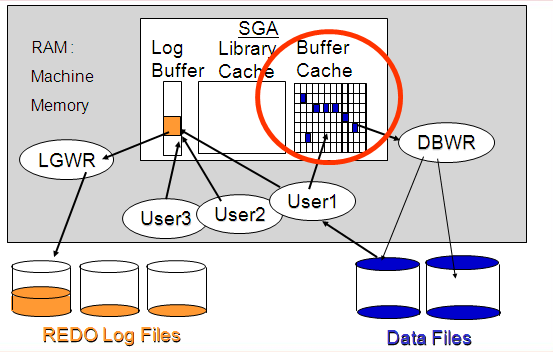 SGA
RAM :
Machine
Memory
Log
Buffer
Library
Cache
Buffer
Cache
LGWR
DBWR
User3
User2
User1
REDO Log Files
Data Files